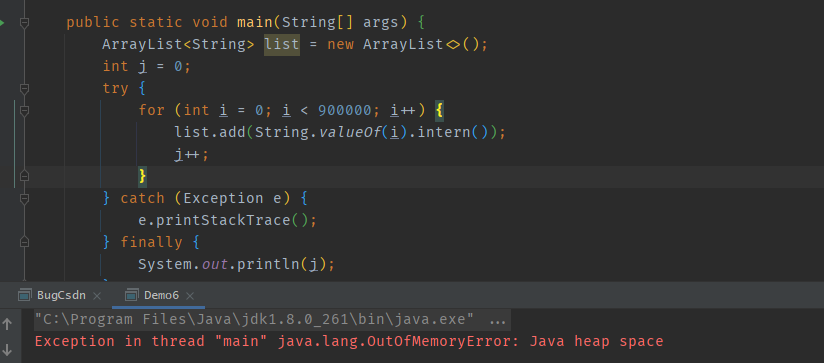 public static void main(String[] args) {
ArrayList<String> list = new ArrayList<>();
int j = 0;
try {
for (int i = 0; i < 900000; i++) {
list.add(String.valueOf(i).intern());
j++;
}
} catch (Exception e) {
e.printStackTrace();
} finally {
System.out.println(j);
BugCsdn × Demo6 ×
"C:\Program Files\Java\jdk1.8.0_261\bin\java.exe" ...
Exception in thread "main" java.lang.OutOfMemoryError: Java heap space